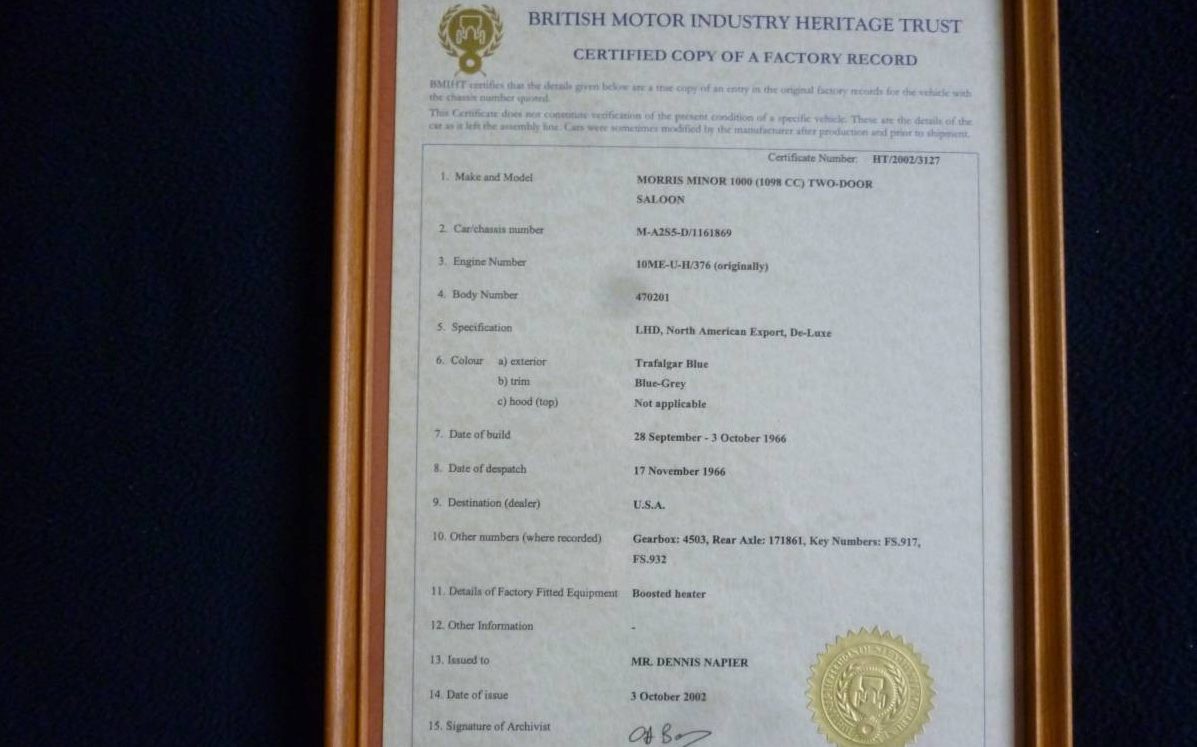 BRITISH MOTOR INDUSTRY HERITAGE TRUST
CERTIFIED COPY OF A FACTORY RECORD
BMIHT certifies that the details given below are a true copy of an entry in the original factory records for the vehicle with
the chassis number quoted.
This Certificate does not constitute verification of the present condition of a specific vehicle. These are the details of the
car as it left the assembly line. Cars were sometimes modified by the manufacturer after production and prior to shipment.
Certificate Number: HT/2002/3127
1. Make and Model MORRIS MINOR 1000 (1098 CC) TWO-DOOR
SALOON
2. Car/chassis number M-A2S5-D/1161869
3. Engine Number 10ME-U-H/376 (originally)
4. Body Number 470201
5. Specification LHD, North American Export, De-Luxe
6. Colour a) exterior Trafalgar Blue
b) trim Blue-Grey
c) hood (top) Not applicable
7. Date of build 28 September - 3 October 1966
8. Date of despatch 17 November 1966
9. Destination (dealer) U.S.A.
10. Other numbers (where recorded) Gearbox: 4503, Rear Axle: 171861, Key Numbers: FS.917,
FS.932
11. Details of Factory Fitted Equipment Boosted heater
12. Other Information -
13. Issued to MR. DENNIS NAPIER
14. Date of issue 3 October 2002
15. Signature of Archivist